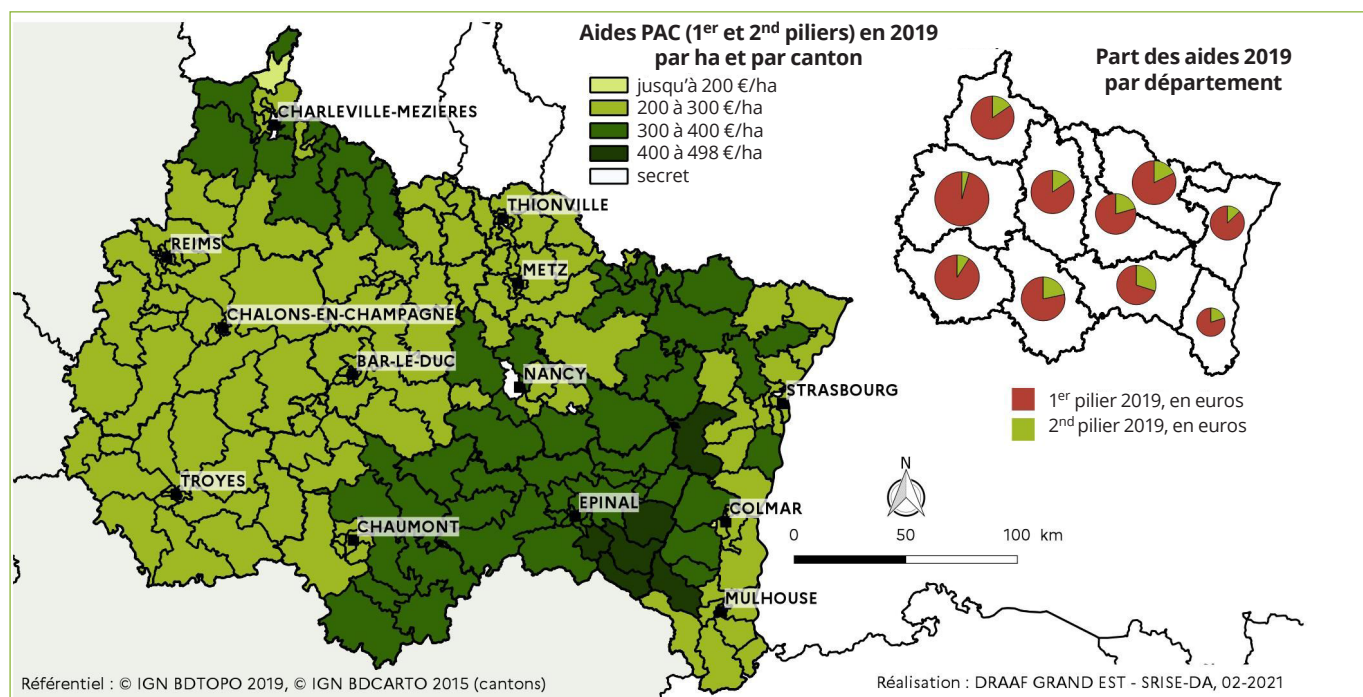 Aides PAC (1er et 2nd piliers) en 2019
par ha et par canton
jusqu'à 200 €/ha
200 à 300 €/ha
300 à 400 €/ha
400 à 498 €/ha
secret
Part des aides 2019
par département
1er pilier 2019, en euros
2nd pilier 2019, en euros
CHARLEVILLE-MEZIERES
THIONVILLE
REIMS
METZ
CHALONS-EN-CHAMPAGNE
BAR-LE-DUC
NANCY
STRASBOURG
TROYES
EPINAL
COLMAR
CHAUMONT
MULHOUSE
N
0 50 100 km
Référentiel : © IGN BDTOPO 2019, © IGN BDCARTO 2015 (cantons)
Réalisation : DRAAF GRAND EST - SRISE-DA, 02-2021